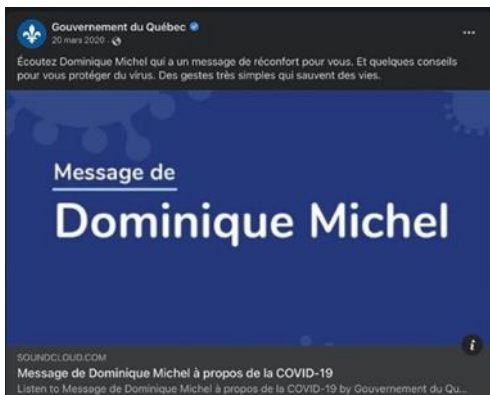 Gouvernement du Québec
20 mars 2020 ·
Écoutez Dominique Michel qui a un message de réconfort pour vous. Et quelques conseils
pour vous protéger du virus. Des gestes très simples qui sauvent des vies.
Message de
Dominique Michel
SOUNDCLOUD.COM
Message de Dominique Michel à propos de la COVID-19
Listen to Message de Dominique Michel à propos de la COVID-19 by Gouvernement du Qu...